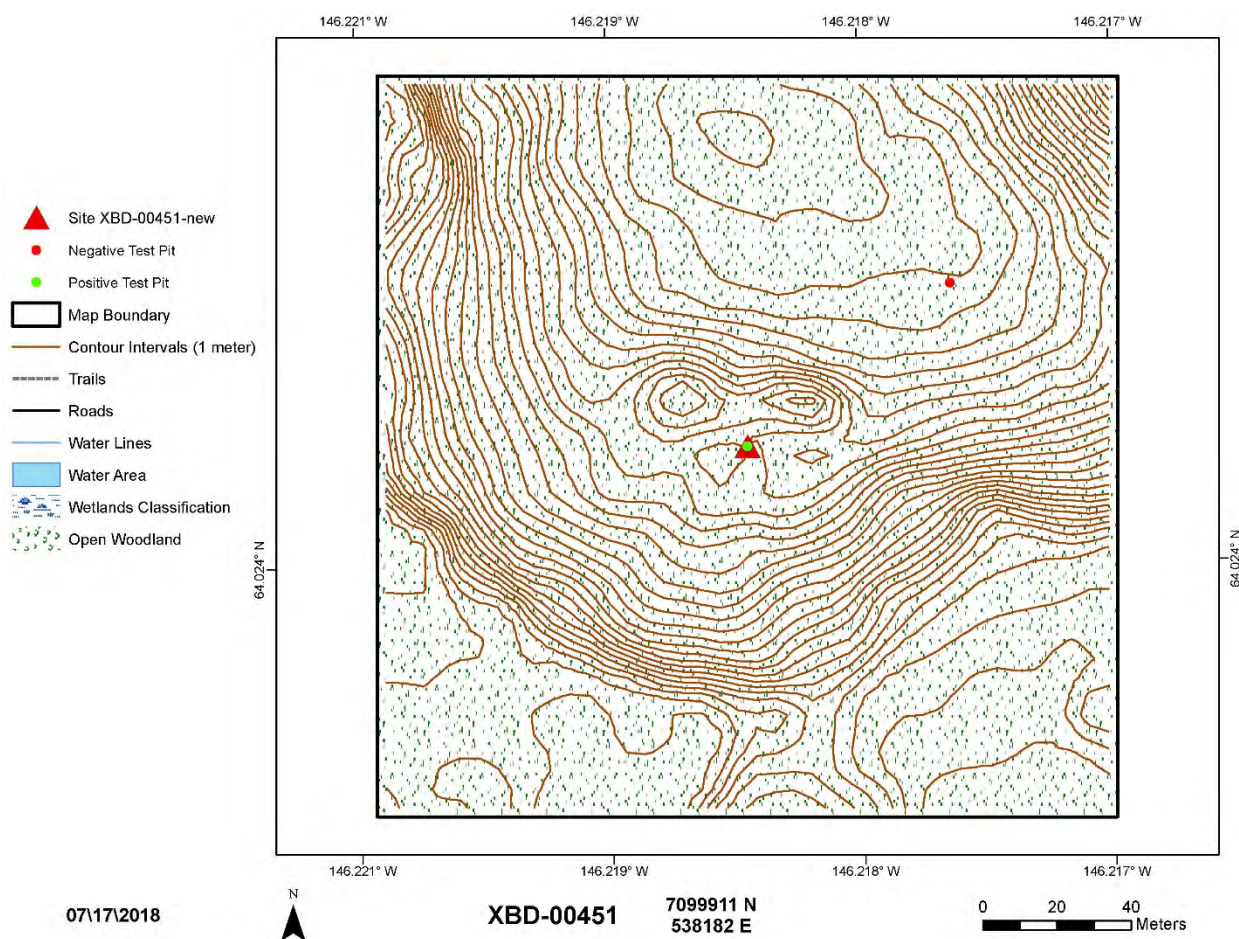 146.221° W
146.219° W
146.218° W
146.217° W
Site XBD-00451-new
Negative Test Pit
Positive Test Pit
Map Boundary
Contour Intervals (1 meter)
Trails
Roads
Water Lines
Water Area
Wetlands Classification
Open Woodland
64.024° N
64.024° N
146.221° W
146.219° W
146.218° W
146.217° W
07\17\2018
N
XBD-00451
7099911 N
538182 E
0
20
40
Meters